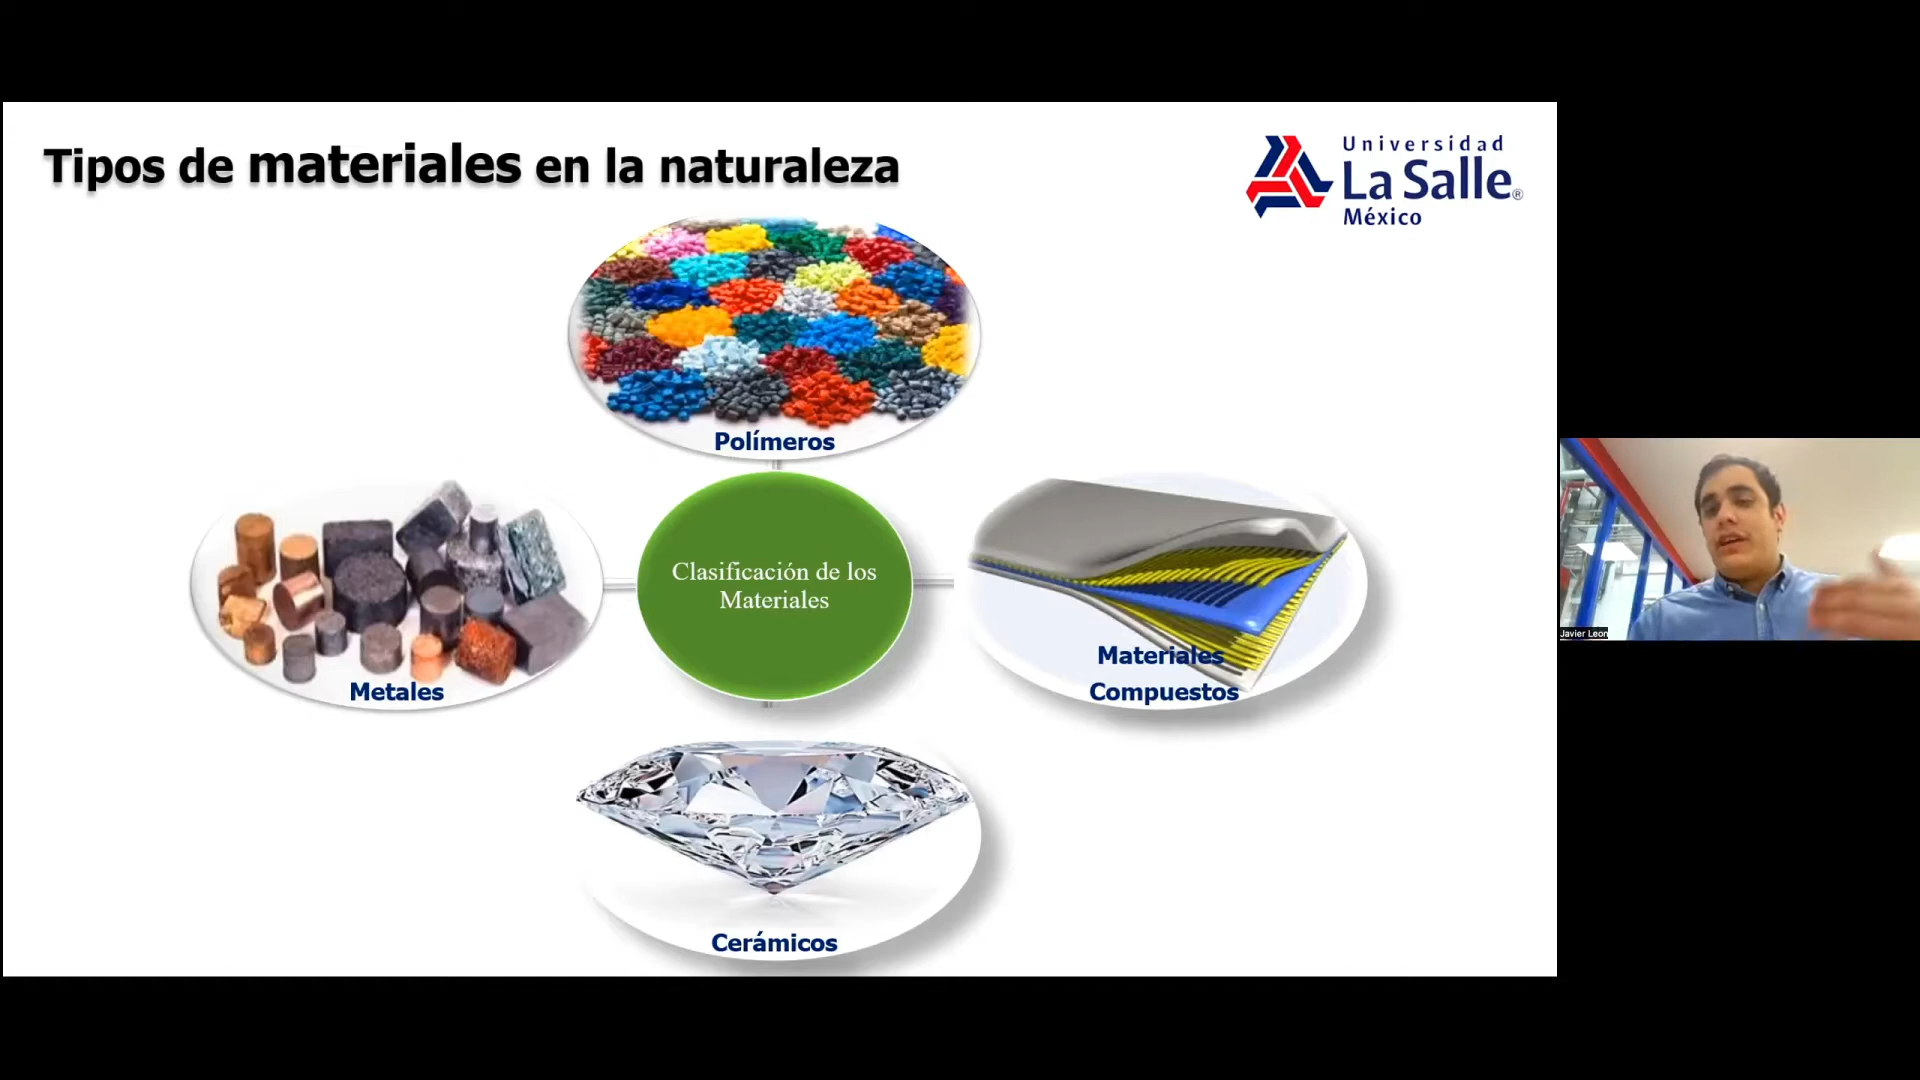 Tipos de materiales en la naturaleza
Universidad
La Salle®
México
Polímeros
Clasificación de los
Materiales
Materiales
Compuestos
Metales
Cerámicos
Javier Leon